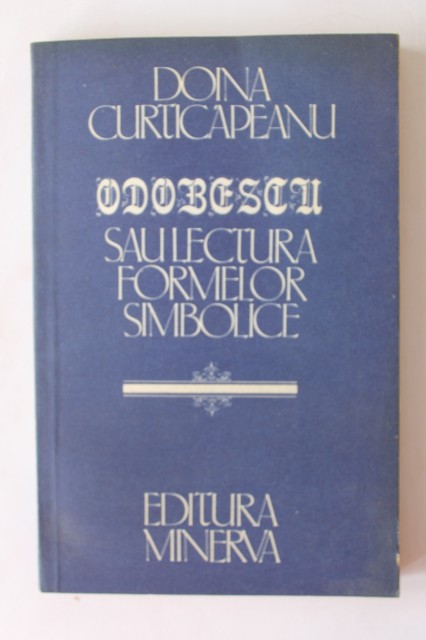 DOINA
CURTICAPEANU
ODOBESCU
SAU LECTURA
FORMELOR
SIMBOLICE
EDITURA
MINERVA